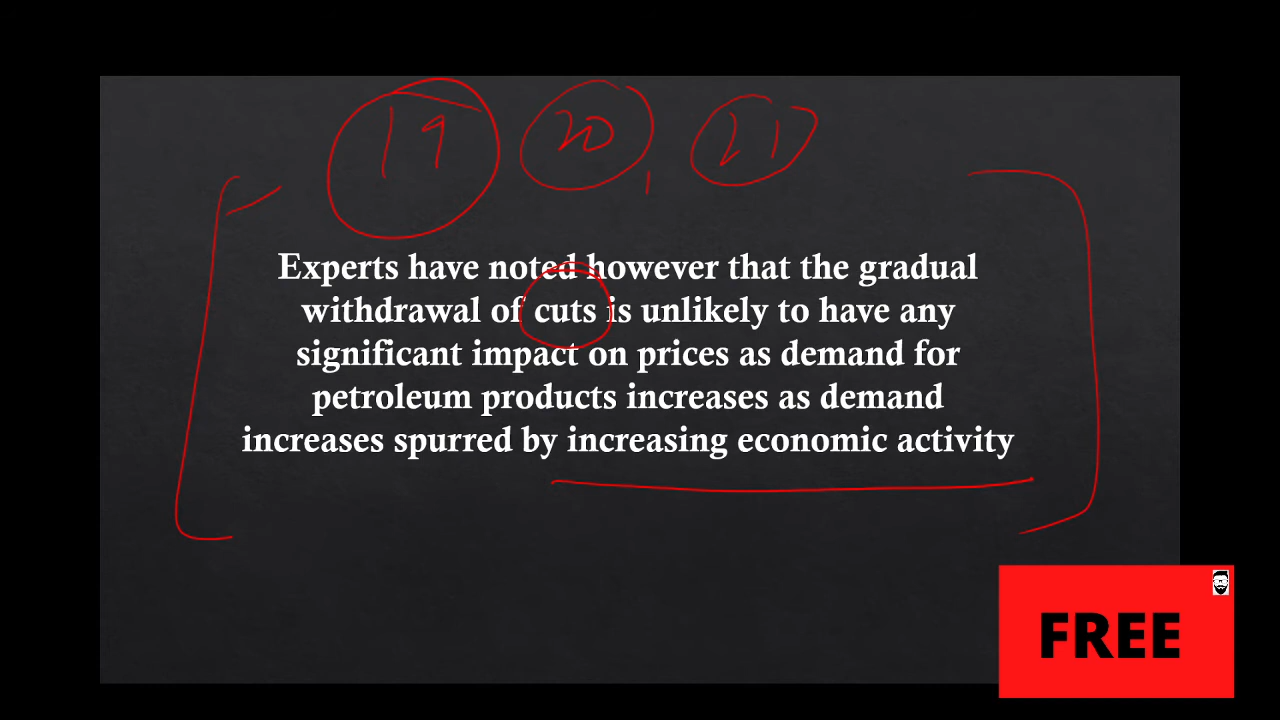 19 20, 21
Experts have noted however that the gradual
withdrawal of cuts is unlikely to have any
significant impact on prices as demand for
petroleum products increases as demand
increases spurred by increasing economic activity
FREE